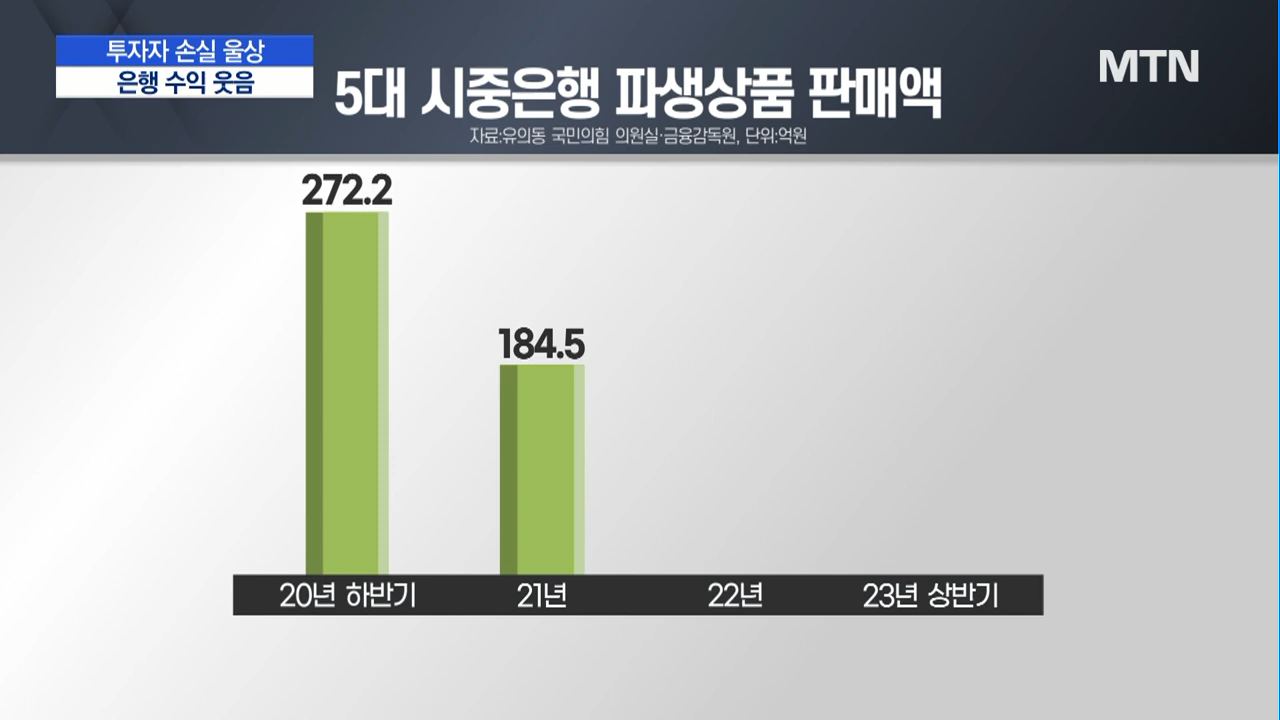 투자자 손실 울상
은행 수익 웃음
5대 시중은행 파생상품 판매액
자료:유의동 국민의힘 의원실·금융감독원, 단위:억원
MTN
272.2
184.5
20년 하반기
21년
22년
23년 상반기